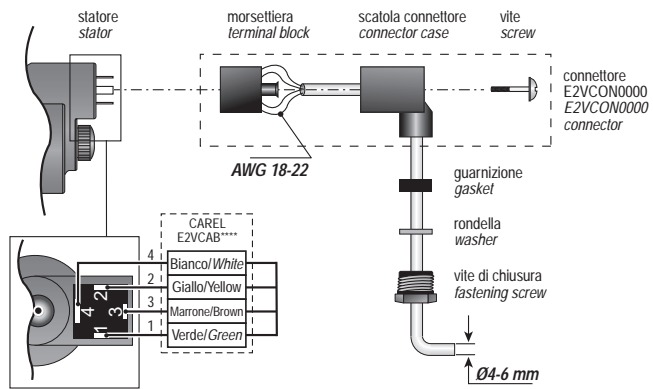 statore
stator
morsettiera
terminal block
scatola connettore
connector case
vite
screw
connettore
E2VCON0000
E2VCON0000
connector
AWG 18-22
guarnizione
gasket
rondella
washer
vite di chiusura
fastening screw
Ø4-6 mm
CAREL
E2VCAB****
4 Bianco/White
2 Giallo/Yellow
3 Marrone/Brown
1 Verde/Green
2
4 3
1